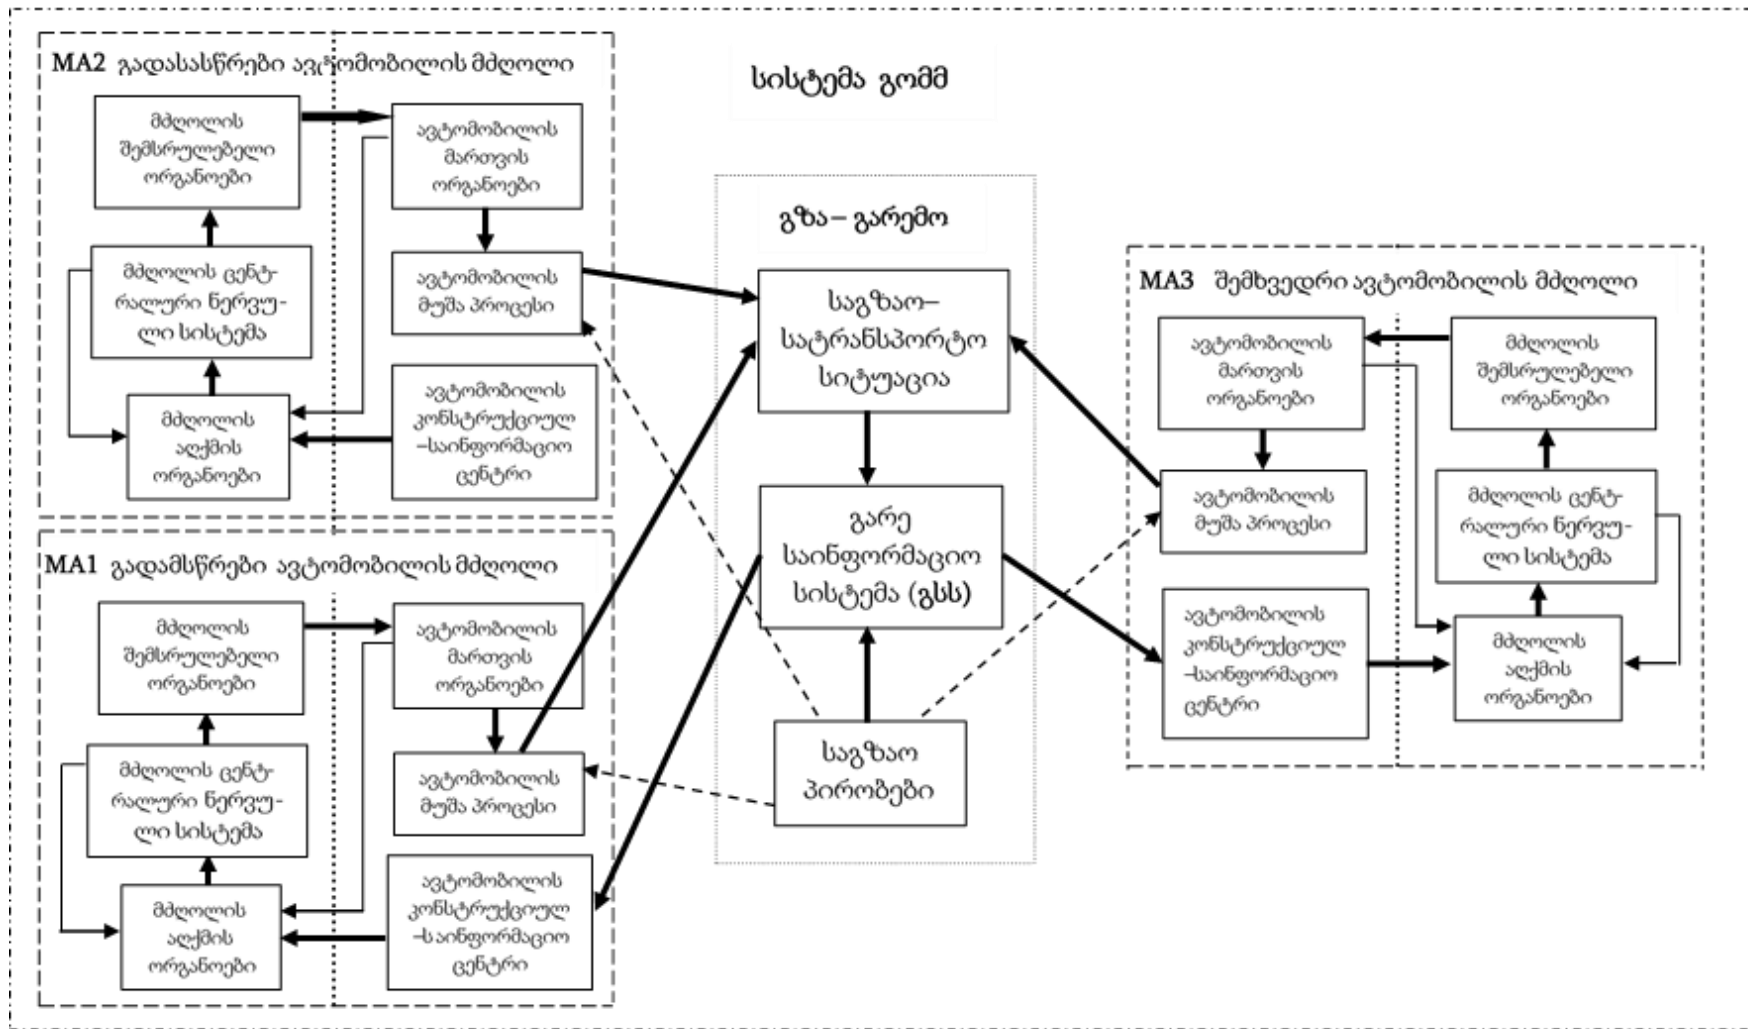 MA2 გადასასწრები ავტომობილის მძღოლი
მძღოლის
შემსრულებელი
ორგანოები
ავტომობილის
მართვის
ორგანოები
მძღოლის ცენტ-
რალური ნერვუ-
ლი სისტემა
ავტომობილის
მუშა პროცესი
მძღოლის
აღქმის
ორგანოები
ავტომობილის
კონსტრუქციულ
–საინფორმაციო
ცენტრი
MA1 გადამსწრები ავტომობილის მძღოლი
მძღოლის
შემსრულებელი
ორგანოები
ავტომობილის
მართვის
ორგანოები
მძღოლის ცენტ-
რალური ნერვუ-
ლი სისტემა
ავტომობილის
მუშა პროცესი
მძღოლის
აღქმის
ორგანოები
ავტომობილის
კონსტრუქციულ
–საინფორმაციო
ცენტრი
სისტემა გომმ
გზა – გარემო
საგზაო–
სატრანსპორტო
სიტუაცია
გარე
საინფორმაციო
სისტემა (გსს)
საგზაო
პირობები
MA3 შემხვედრი ავტომობილის მძღოლი
ავტომობილის
მართვის
ორგანოები
მძღოლის
შემსრულებელი
ორგანოები
ავტომობილის
მუშა პროცესი
მძღოლის ცენტ-
რალური ნერვუ-
ლი სისტემა
ავტომობილის
კონსტრუქციულ
–საინფორმაციო
ცენტრი
მძღოლის
აღქმის
ორგანოები